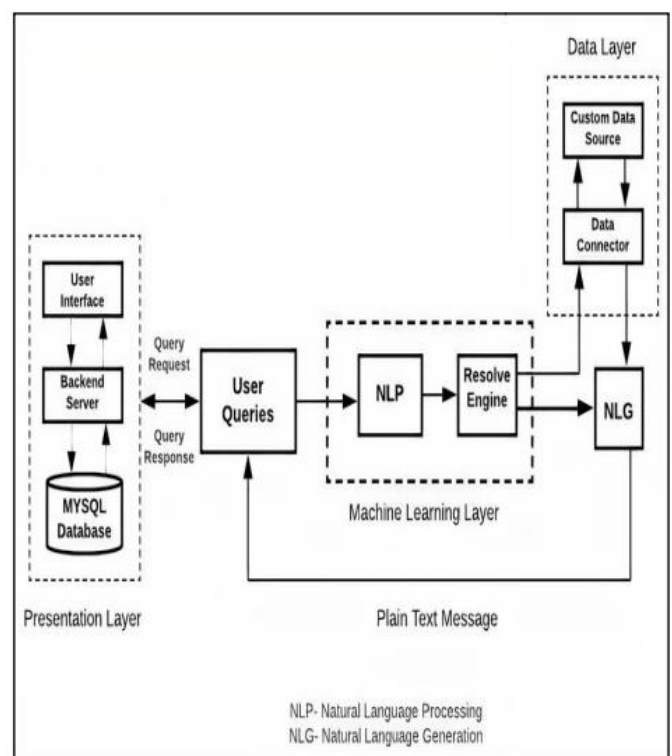 Data Layer
Custom Data
Source
Data
Connector
User
Interface
Backend
Server
MYSQL
Database
Presentation Layer
Query
Request
Query
Response
User
Queries
NLP
Resolve
Engine
Machine Learning Layer
NLG
Plain Text Message
NLP- Natural Language Processing
NLG- Natural Language Generation